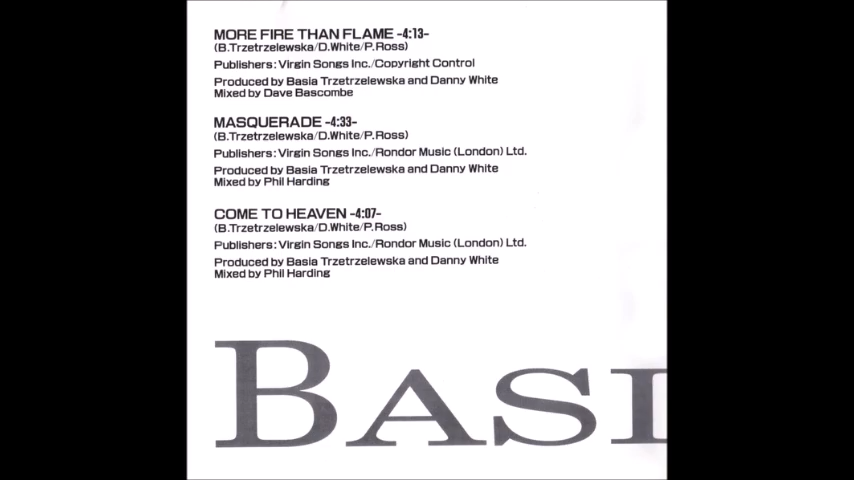 MORE FIRE THAN FLAME -4:13-
(B.Trzetrzelewska/D.White/P.Ross)
Publishers: Virgin Songs Inc./Copyright Control
Produced by Basia Trzetrzelewska and Danny White
Mixed by Dave Bascombe
MASQUERADE -4:33-
(B.Trzetrzelewska/D.White/P.Ross)
Publishers: Virgin Songs Inc./Rondor Music (London) Ltd.
Produced by Basia Trzetrzelewska and Danny White
Mixed by Phil Harding
COME TO HEAVEN -4:07-
(B.Trzetrzelewska/D.White/P.Ross)
Publishers: Virgin Songs Inc./Rondor Music (London) Ltd.
Produced by Basia Trzetrzelewska and Danny White
Mixed by Phil Harding
BASI